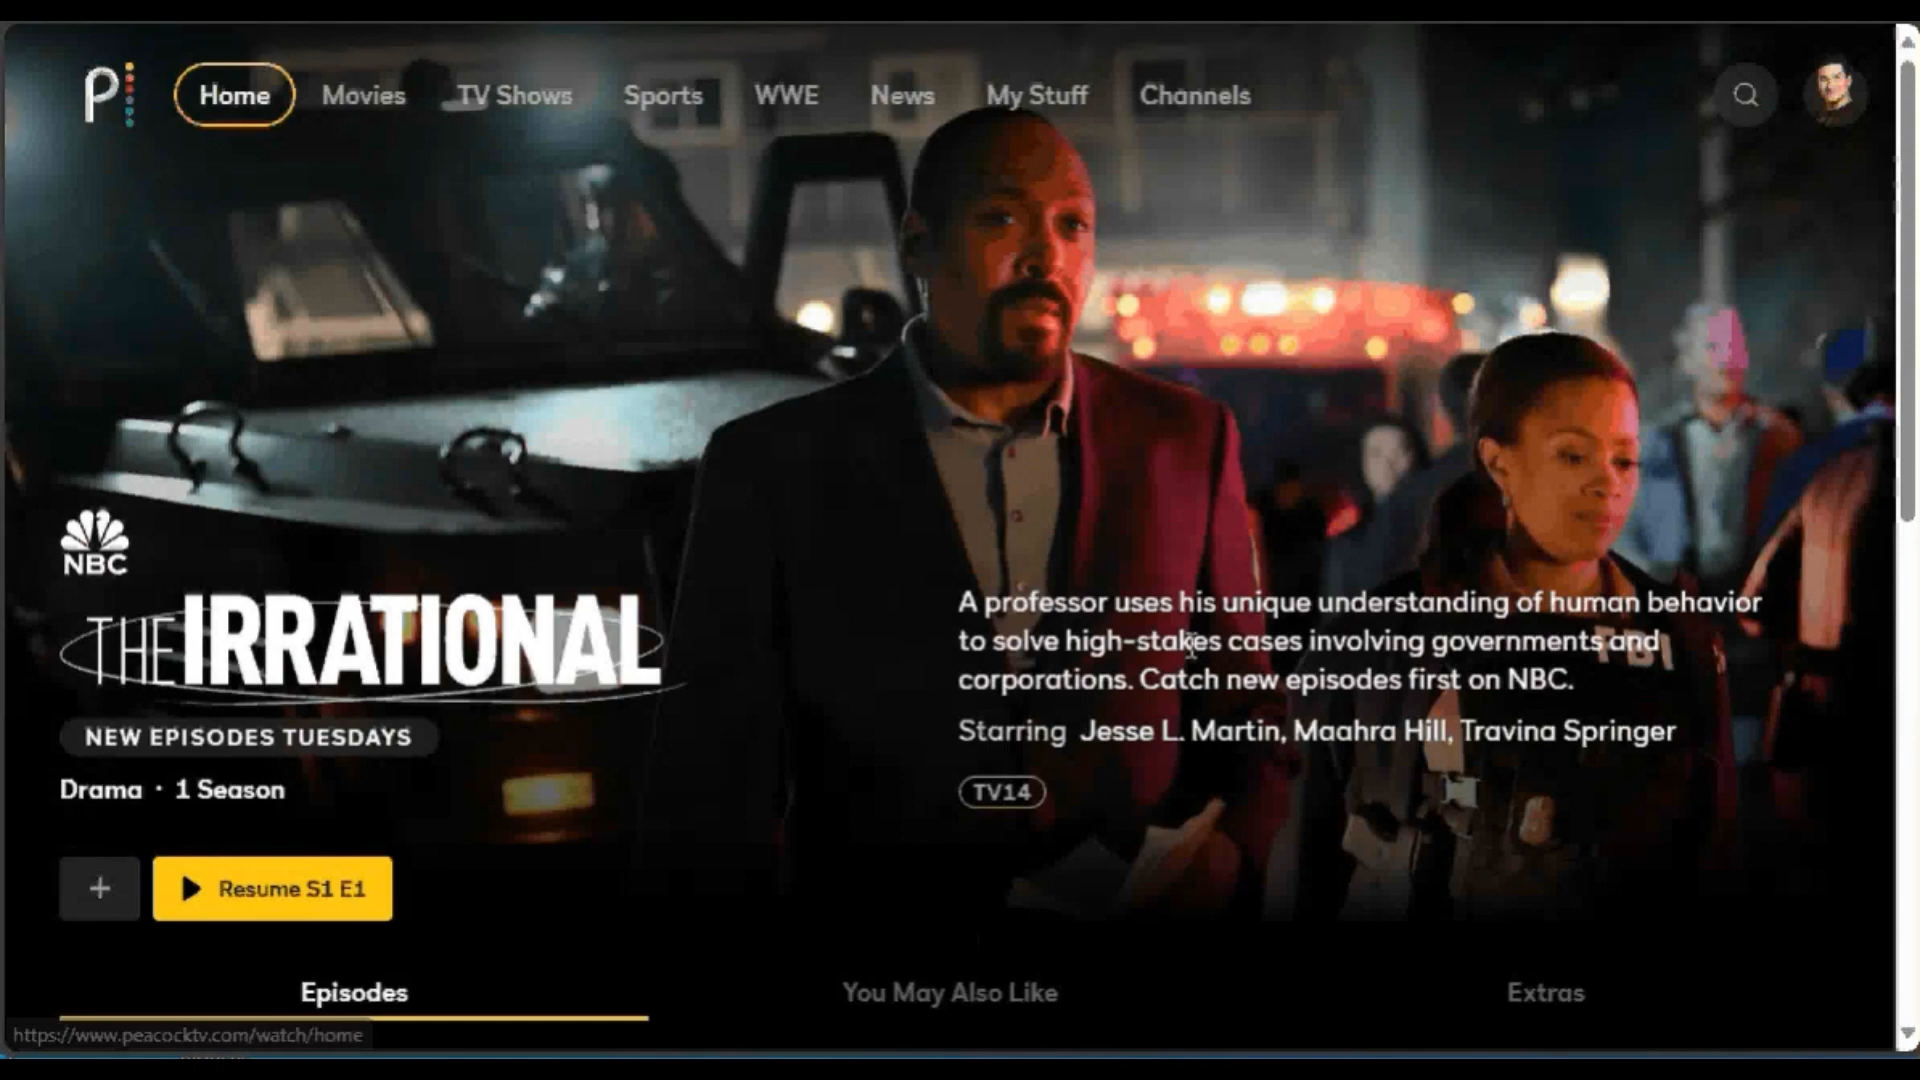 P
Home
Movies
TV Shows
Sports
WWE
News
My Stuff
Channels
NBC
THE IRRATIONAL
NEW EPISODES TUESDAYS
Drama · 1 Season
A professor uses his unique understanding of human behavior
to solve high-stakes cases involving governments and
corporations. Catch new episodes first on NBC.
Starring Jesse L. Martin, Maahra Hill, Travina Springer
TV14
FBI
+
Resume S1 E1
Episodes
You May Also Like
Extras
https://www.peacocktv.com/watch/home